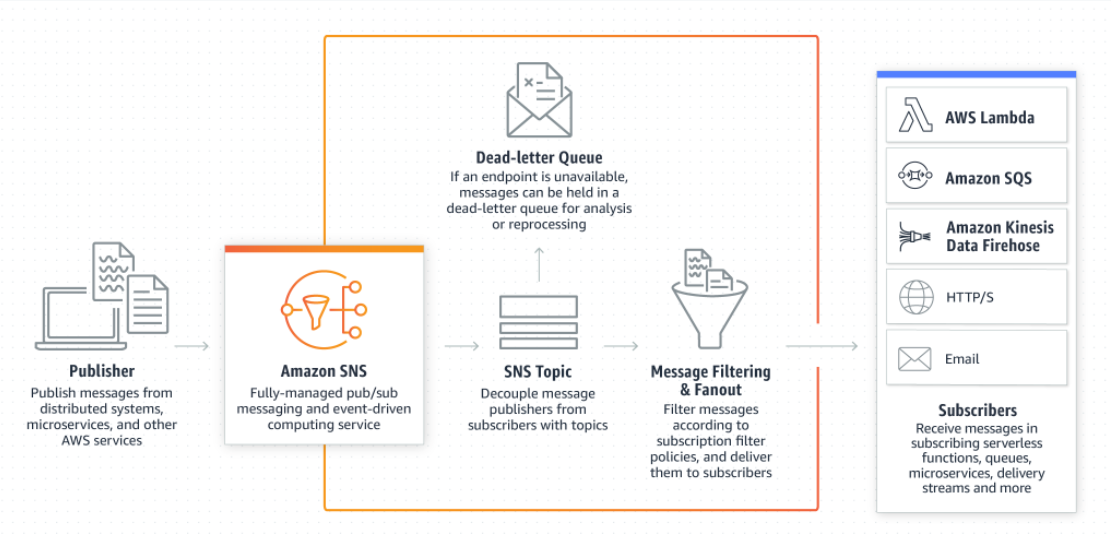 Publisher
Publish messages from
distributed systems,
microservices, and other
AWS services
Amazon SNS
Fully-managed pub/sub
messaging and event-driven
computing service
Dead-letter Queue
If an endpoint is unavailable,
messages can be held in a
dead-letter queue for analysis
or reprocessing
SNS Topic
Decouple message
publishers from
subscribers with topics
Message Filtering
& Fanout
Filter messages
according to
subscription filter
policies, and deliver
them to subscribers
AWS Lambda
Amazon SQS
Amazon Kinesis
Data Firehose
HTTP/S
Email
Subscribers
Receive messages in
subscribing serverless
functions, queues,
microservices, delivery
streams and more